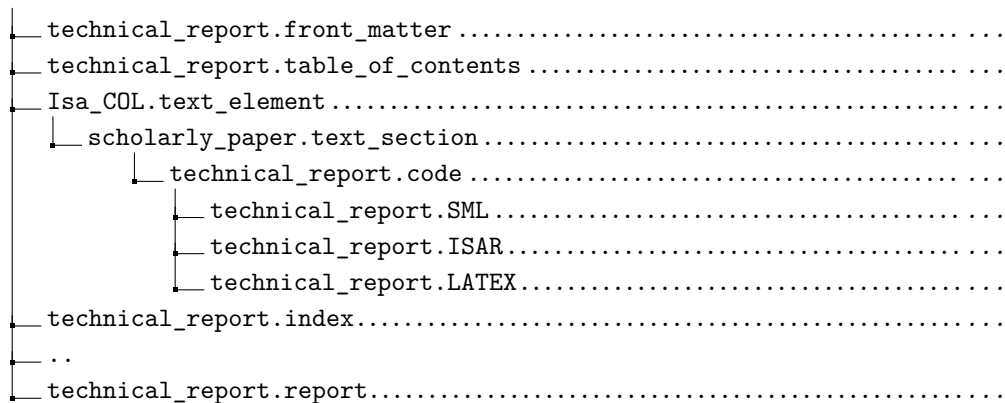 technical_report.front_matter ........................................... ...
technical_report.table_of_contents ..................................... ...
Isa_COL.text_element ...................................................... ...
scholarly_paper.text_section .......................................... ...
technical_report.code ........................................... ...
technical_report.SML ......................................... ...
technical_report.ISAR ........................................ ...
technical_report.LATEX ....................................... ...
technical_report.index .................................................... ...
..
technical_report.report ................................................... ...